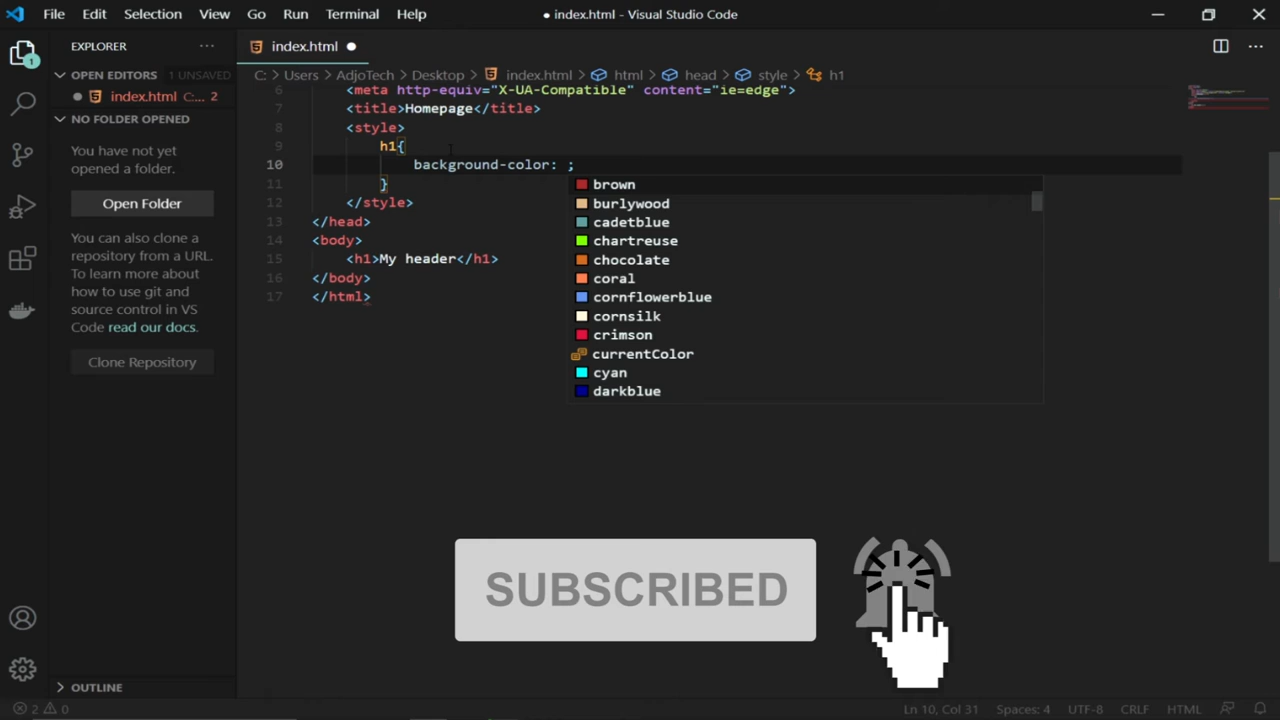 File Edit Selection View Go Run Terminal Help
● index.html - Visual Studio Code
EXPLORER
index.html
OPEN EDITORS 1 UNSAVED
index.html C:... 2
NO FOLDER OPENED
You have not yet
opened a folder.
Open Folder
You can also clone a
repository from a URL.
To learn more about
how to use git and
source control in VS
Code read our docs.
Clone Repository
OUTLINE
1
C: > Users > AdjoTech > Desktop > index.html > html > head > style > h1
6 <meta http-equiv="X-UA-Compatible" content="ie=edge">
7 <title>Homepage</title>
8 <style>
9 h1{
10 background-color: ;
11 }
12 </style>
13 </head>
14 <body>
15 <h1>My header</h1>
16 </body>
17 </html>
brown
burlywood
cadetblue
chartreuse
chocolate
coral
cornflowerblue
cornsilk
crimson
currentColor
cyan
darkblue
SUBSCRIBED
2 0
Ln 10, Col 31 Spaces: 4 UTF-8 CRLF HTML